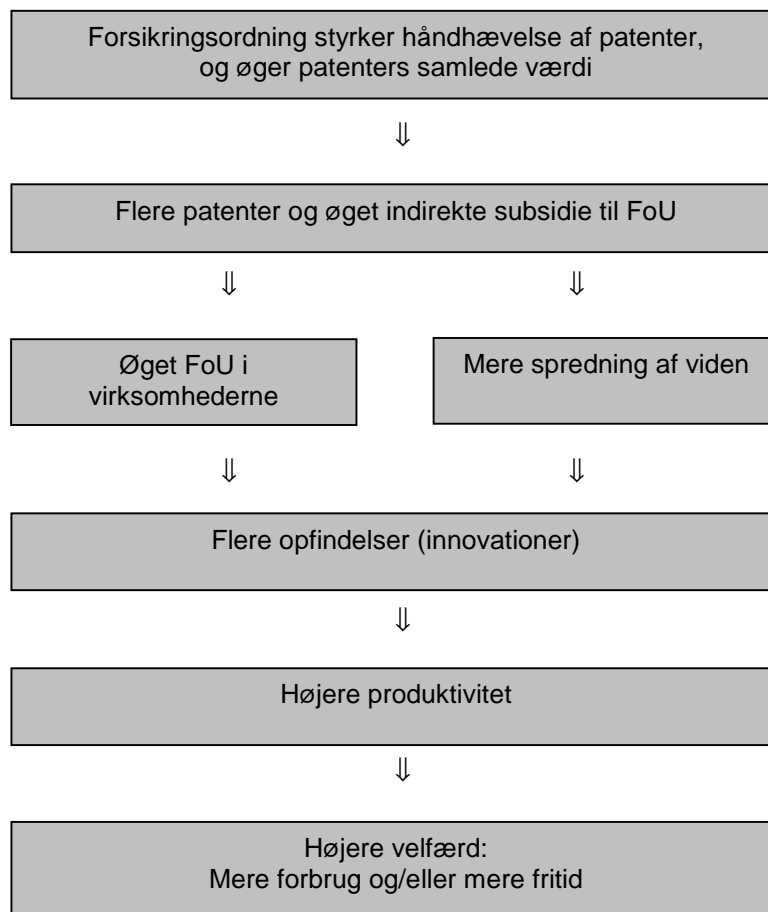 Forsikringsordning styrker håndhævelse af patenter,
og øger patenters samlede værdi
⇓
Flere patenter og øget indirekte subsidie til FoU
⇓ ⇓
Øget FoU i
virksomhederne
Mere spredning af viden
⇓ ⇓
Flere opfindelser (innovationer)
⇓
Højere produktivitet
⇓
Højere velfærd:
Mere forbrug og/eller mere fritid